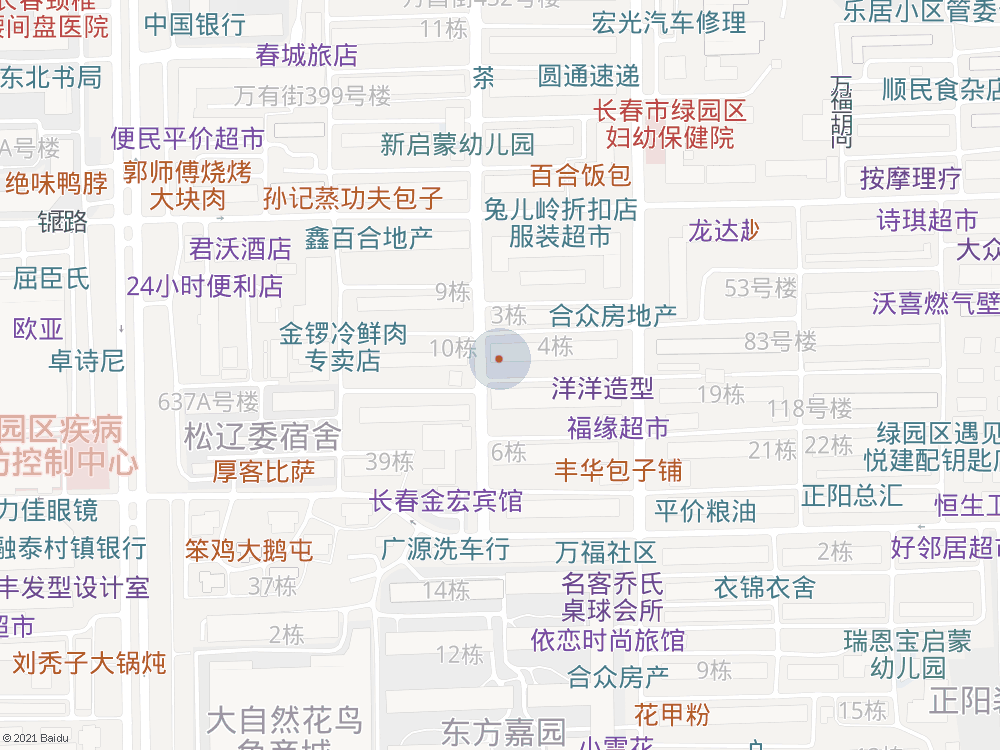 长春颈椎
腰间盘医院
中国银行
11栋
宏光汽车修理
乐居小区管委会
春城旅店
东北书局
茶
圆通速递
万有街399号楼
万福胡同
顺民食杂店
长春市绿园区
妇幼保健院
便民平价超市
新启蒙幼儿园
A号楼
郭师傅烧烤
大块肉
绝味鸭脖
孙记蒸功夫包子
百合饭包
按摩理疗
兔儿岭折扣店
服装超市
诗琪超市
龙达赵
君沃酒店
鑫百合地产
大众
屈臣氏
24小时便利店
9栋
53号楼
3栋
合众房地产
沃喜燃气壁
欧亚
金锣冷鲜肉
专卖店
10栋
4栋
83号楼
卓诗尼
洋洋造型
19栋
637A号楼
118号楼
园区疾病
防控制中心
松辽委宿舍
福缘超市
绿园区遇见
悦建配钥匙店
39栋
6栋
21栋
22栋
厚客比萨
丰华包子铺
长春金宏宾馆
力佳眼镜
平价粮油
正阳总汇
恒生工
融泰村镇银行
笨鸡大鹅屯
广源洗车行
万福社区
2栋
好邻居超市
丰发型设计室
37栋
14栋
名客乔氏
桌球会所
衣锦衣舍
超市
2栋
依恋时尚旅馆
瑞恩宝启蒙
幼儿园
刘秃子大锅炖
12栋
合众房产
9栋
大自然花鸟
鱼商城
东方嘉园
花甲粉
15栋
正阳
小霏花
© 2021 Baidu